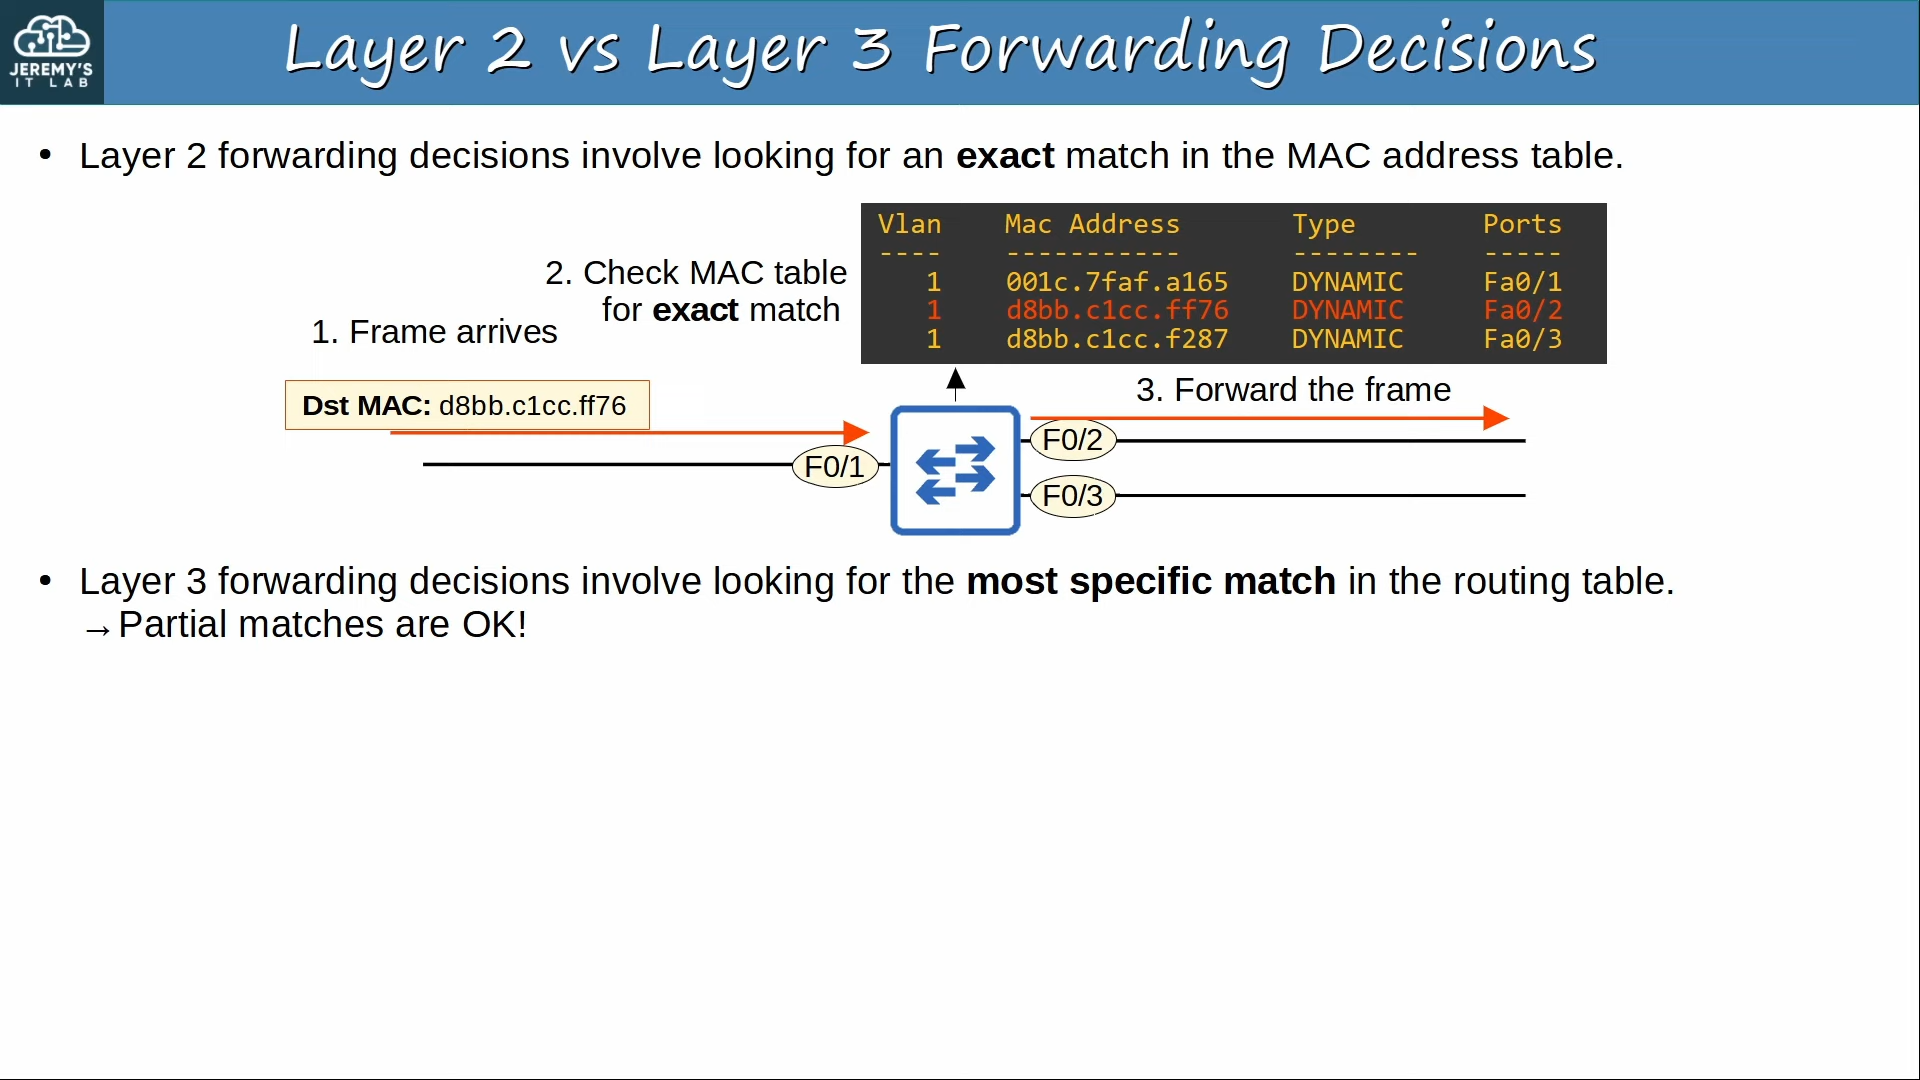 JEREMY'S
IT LAB
Layer 2 vs Layer 3 Forwarding Decisions
• Layer 2 forwarding decisions involve looking for an exact match in the MAC address table.
Vlan Mac Address Type Ports
---- ----------- -------- -----
1 001c.7faf.a165 DYNAMIC Fa0/1
1 d8bb.c1cc.ff76 DYNAMIC Fa0/2
1 d8bb.c1cc.f287 DYNAMIC Fa0/3
2. Check MAC table
for exact match
1. Frame arrives
Dst MAC: d8bb.c1cc.ff76
3. Forward the frame
F0/1
F0/2
F0/3
• Layer 3 forwarding decisions involve looking for the most specific match in the routing table.
→Partial matches are OK!